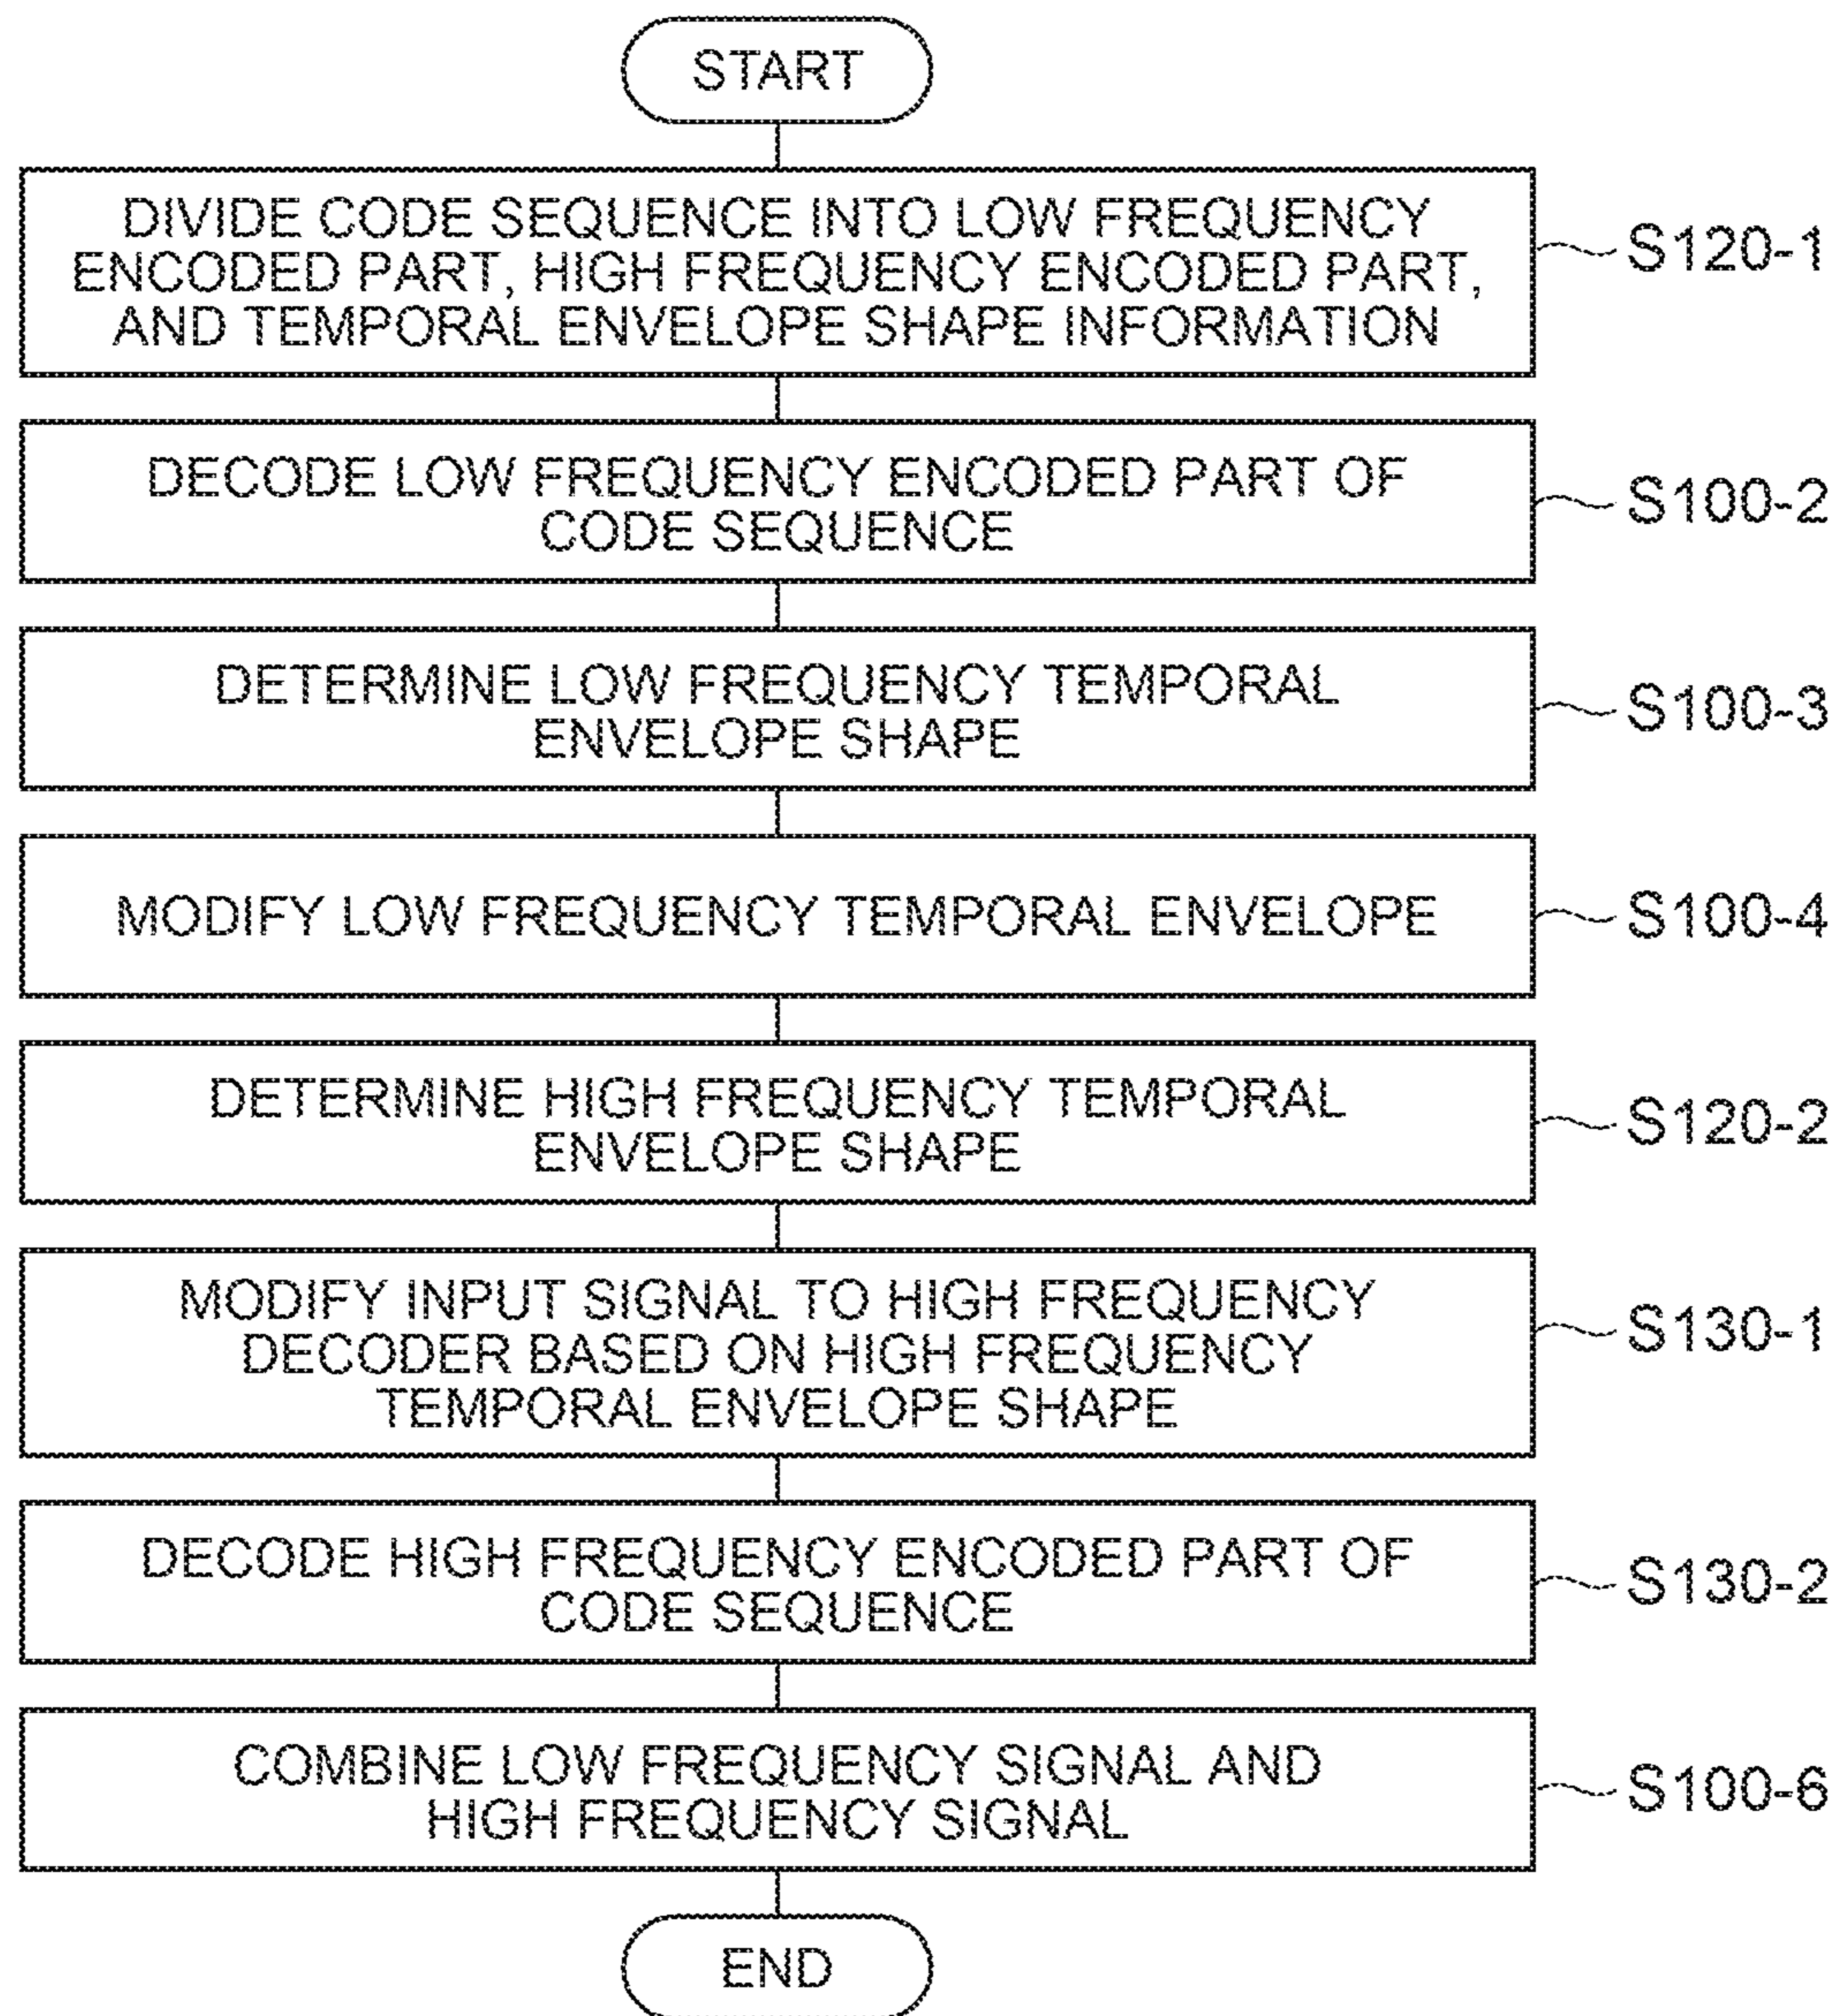 START
DIVIDE CODE SEQUENCE INTO LOW FREQUENCY
ENCODED PART, HIGH FREQUENCY ENCODED PART,
AND TEMPORAL ENVELOPE SHAPE INFORMATION
S120-1
DECODE LOW FREQUENCY ENCODED PART OF
CODE SEQUENCE
S100-2
DETERMINE LOW FREQUENCY TEMPORAL
ENVELOPE SHAPE
S100-3
MODIFY LOW FREQUENCY TEMPORAL ENVELOPE
S100-4
DETERMINE HIGH FREQUENCY TEMPORAL
ENVELOPE SHAPE
S120-2
MODIFY INPUT SIGNAL TO HIGH FREQUENCY
DECODER BASED ON HIGH FREQUENCY
TEMPORAL ENVELOPE SHAPE
S130-1
DECODE HIGH FREQUENCY ENCODED PART OF
CODE SEQUENCE
S130-2
COMBINE LOW FREQUENCY SIGNAL AND
HIGH FREQUENCY SIGNAL
S100-6
END